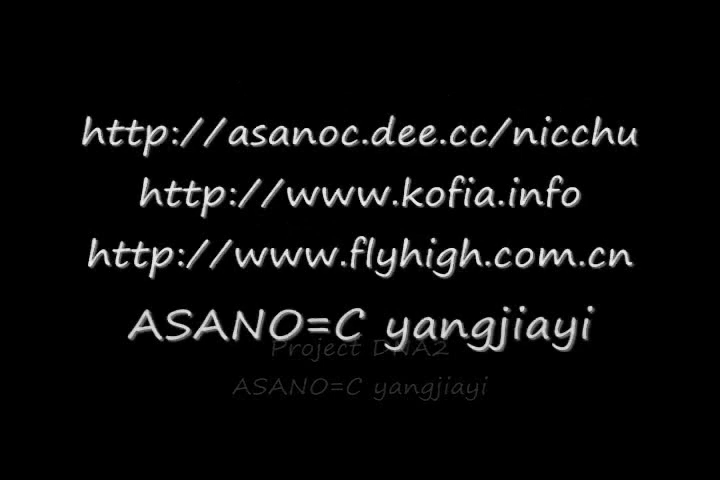 http://asanoc.dee.cc/nicchu
http://www.kofia.info
http://www.flyhigh.com.cn
ASANO=C yangjiayi
Project DNA2
ASANO=C yangjiayi